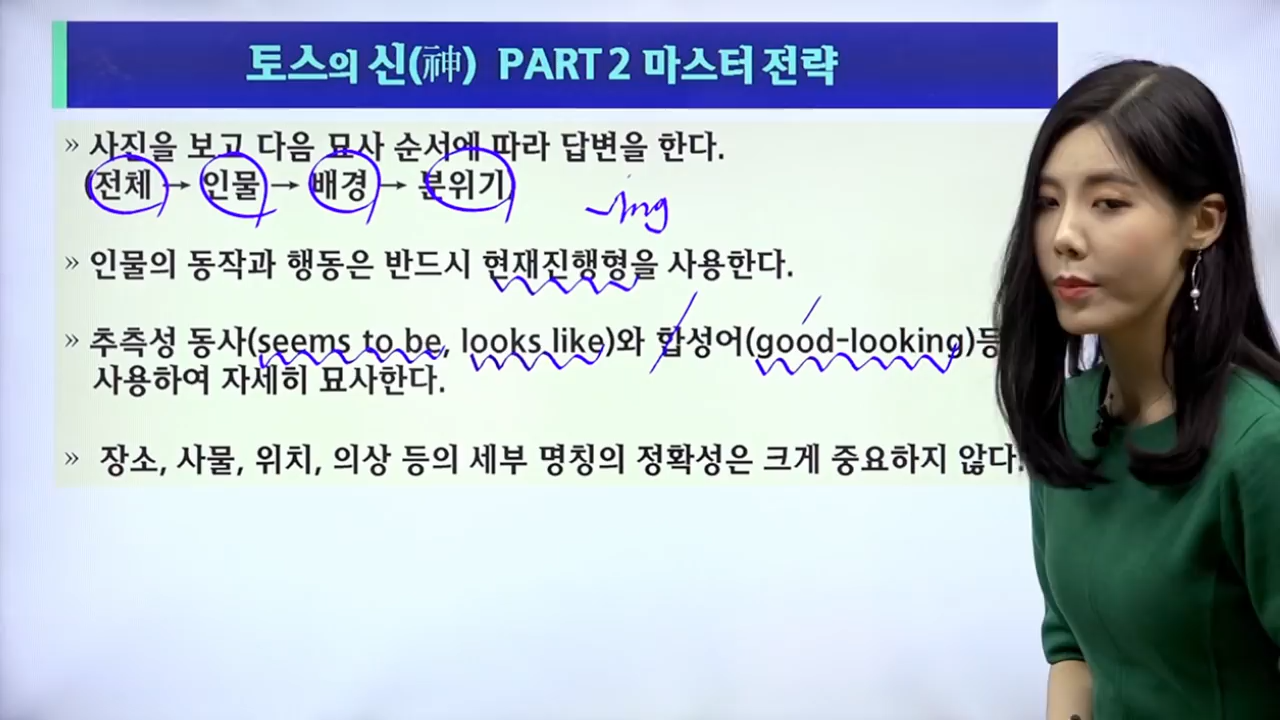 토스의 신(神) PART 2 마스터 전략
» 사진을 보고 다음 묘사 순서에 따라 답변을 한다.
(전체 → 인물 → 배경 → 분위기
~ing
» 인물의 동작과 행동은 반드시 현재진행형을 사용한다.
» 추측성 동사(seems to be, looks like)와 합성어(good-looking)등
사용하여 자세히 묘사한다.
» 장소, 사물, 위치, 의상 등의 세부 명칭의 정확성은 크게 중요하지 않다.